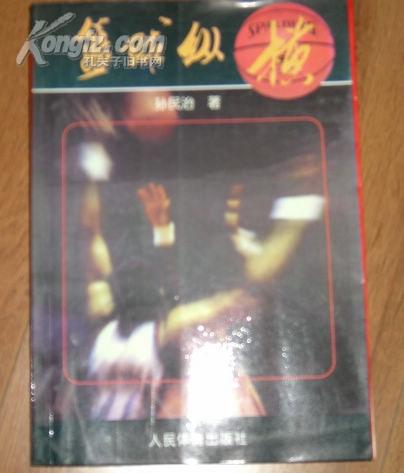 Kongfz.com
孔夫子旧书网
篮球纵横
SPALDING
孙民治 著
人民体育出版社